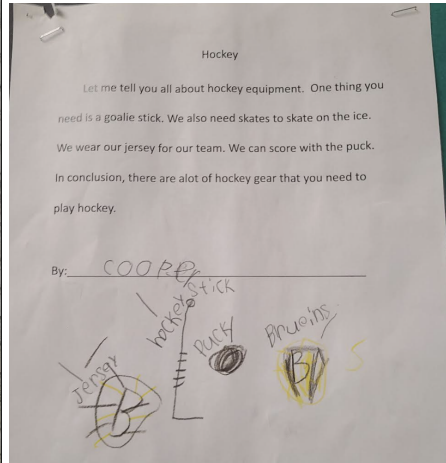 Hockey
Let me tell you all about hockey equipment. One thing you
need is a goalie stick. We also need skates to skate on the ice.
We wear our jersey for our team. We can score with the puck.
In conclusion, there are alot of hockey gear that you need to
play hockey.
By: COOPer
hockey stick
Puck
Brueins
Jersay
B
B
S